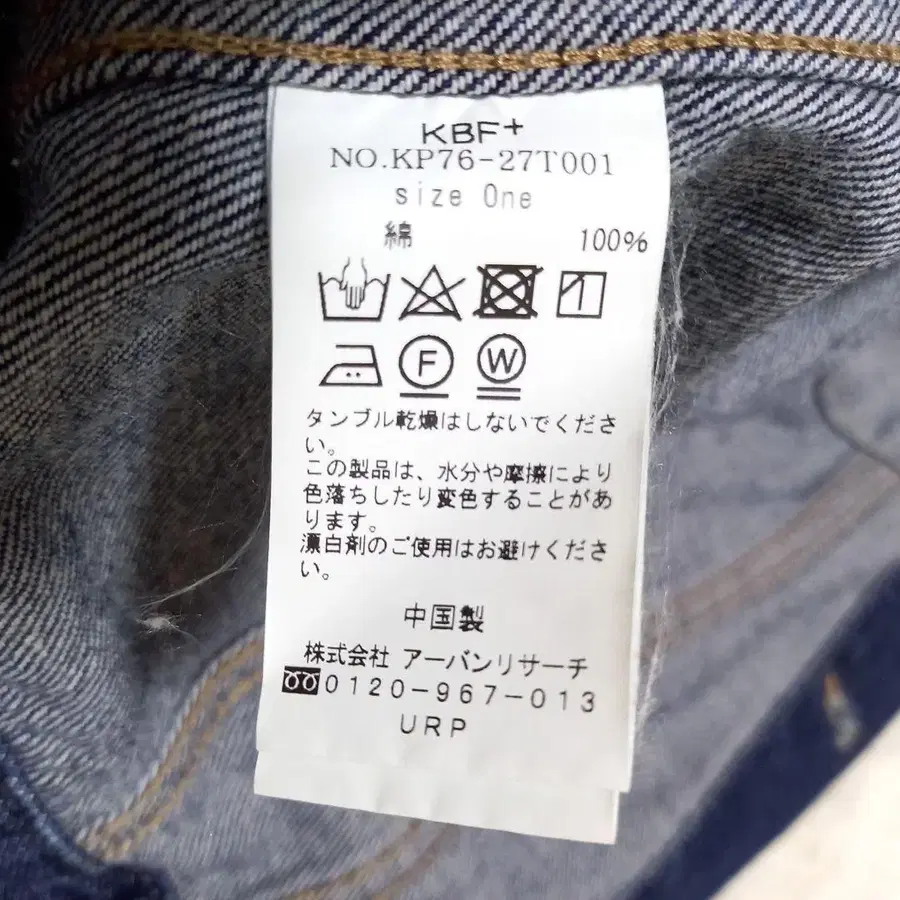 KBF+
NO.KP76-27T001
size One
綿 100%
F W
タンブル乾燥はしないでくださ
い。
この製品は、水分や摩擦により
色落ちしたり変色することがあ
ります。
漂白剤のご使用はお避けくださ
い。
中国製
株式会社 アーバンリサーチ
0120-967-013
URP